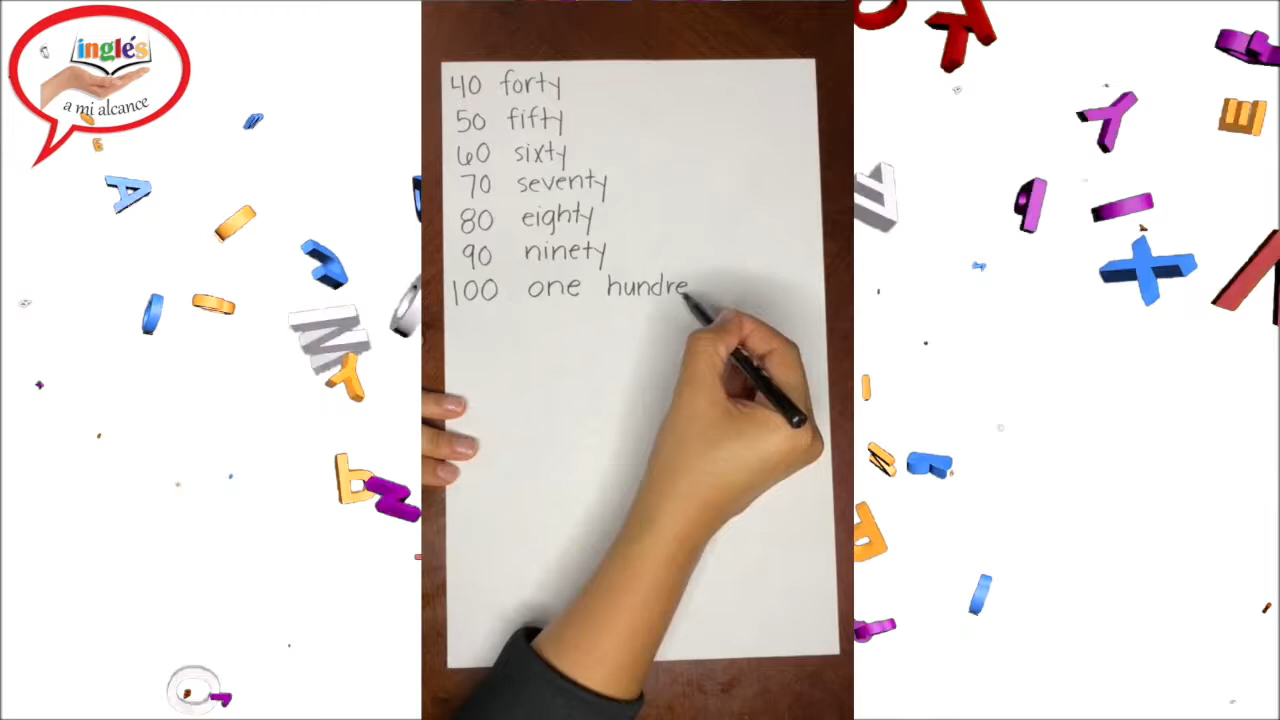 inglés
a mi alcance
40 forty
50 fifty
60 sixty
70 seventy
80 eighty
90 ninety
100 one hundre